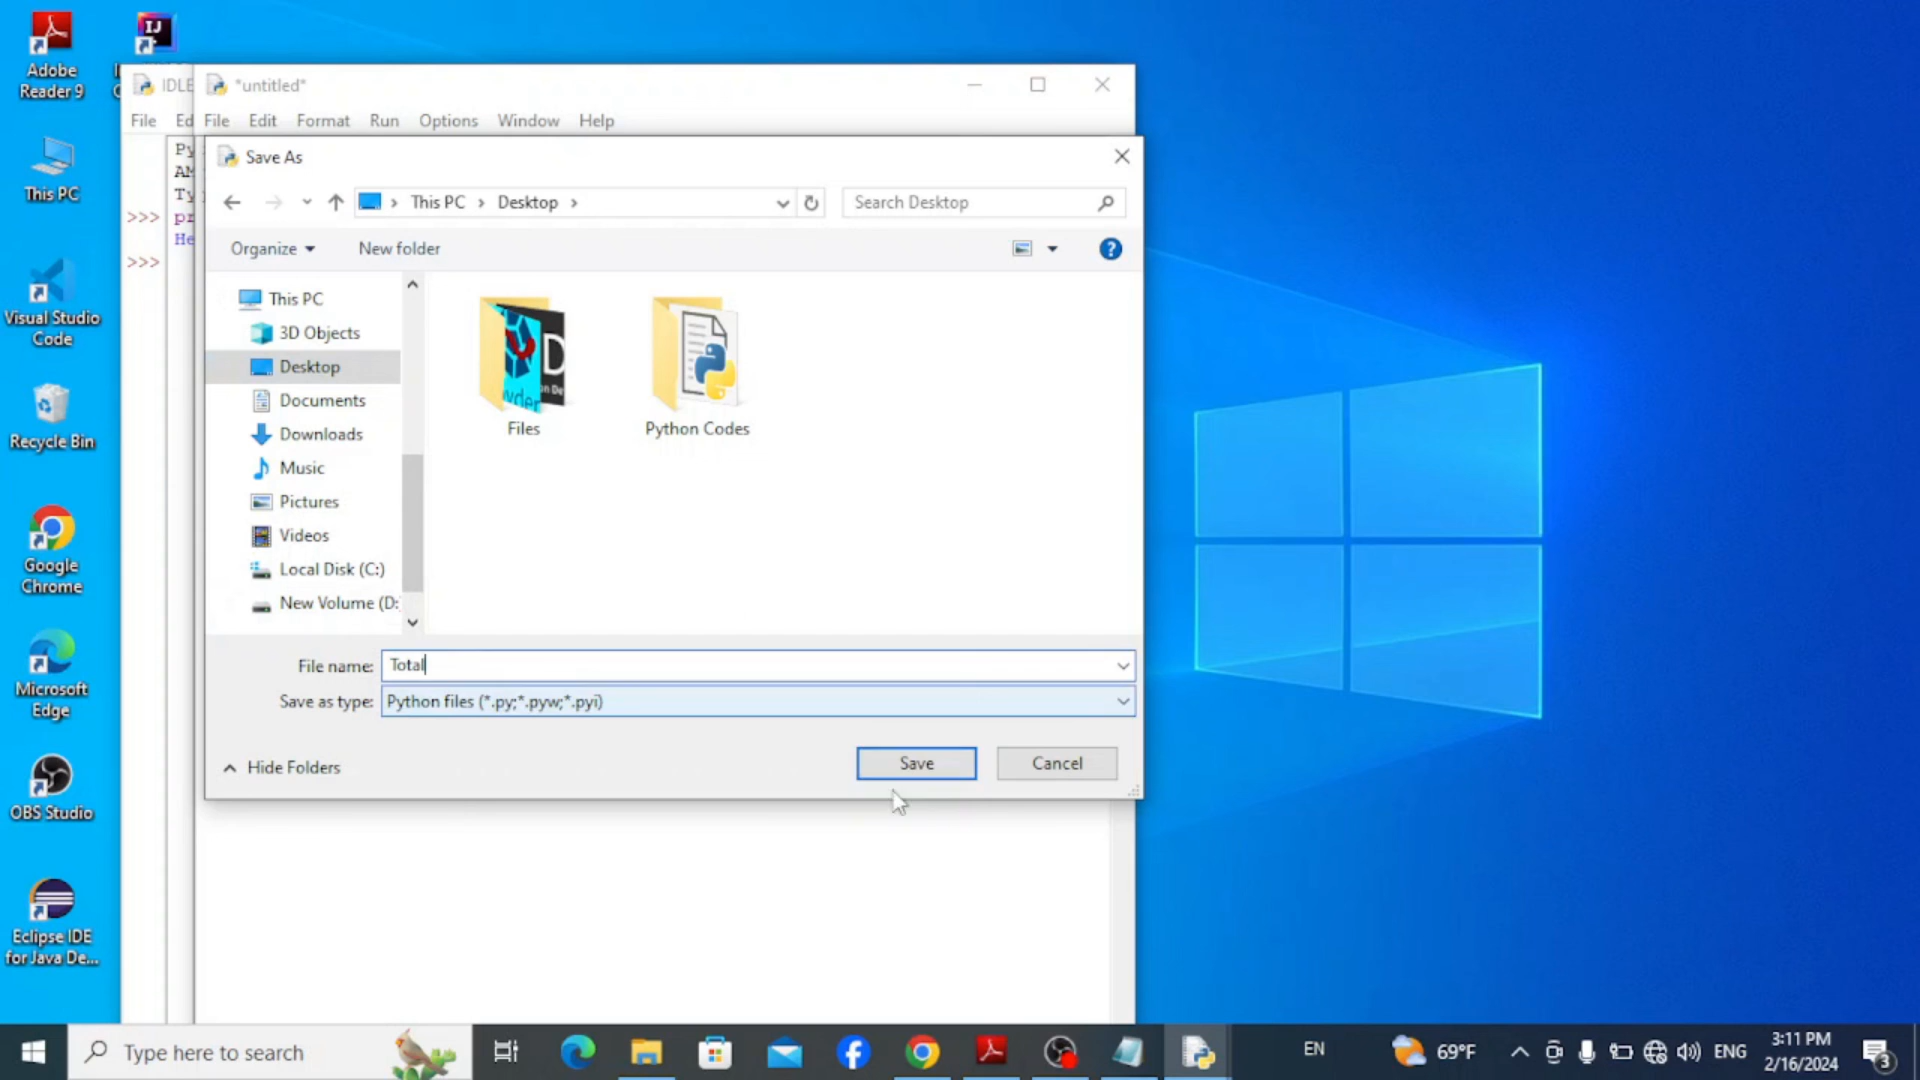 Adobe
Reader 9
This PC
Visual Studio
Code
Recycle Bin
Google
Chrome
Microsoft
Edge
OBS Studio
Eclipse IDE
for Java De...
IDLE
File Ed
>>>
>>>
*untitled*
File Edit Format Run Options Window Help
Save As
This PC > Desktop >
Search Desktop
Organize New folder
This PC
3D Objects
Desktop
Documents
Downloads
Music
Pictures
Videos
Local Disk (C:)
New Volume (D:
Files
Python Codes
File name: Total
Save as type: Python files (*.py;*.pyw;*.pyi)
Hide Folders
Save Cancel
Type here to search
EN
69°F
ENG
3:11 PM
2/16/2024
3